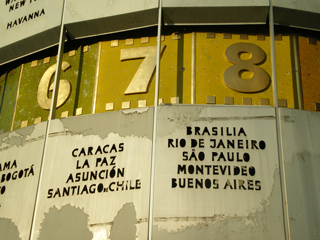 NEW YORK
HAVANNA
6
7
8
BOGOTÁ
CARACAS
LA PAZ
ASUNCIÓN
SANTIAGO DE CHILE
BRASILIA
RIO DE JANEIRO
SÃO PAULO
MONTEVIDEO
BUENOS AIRES